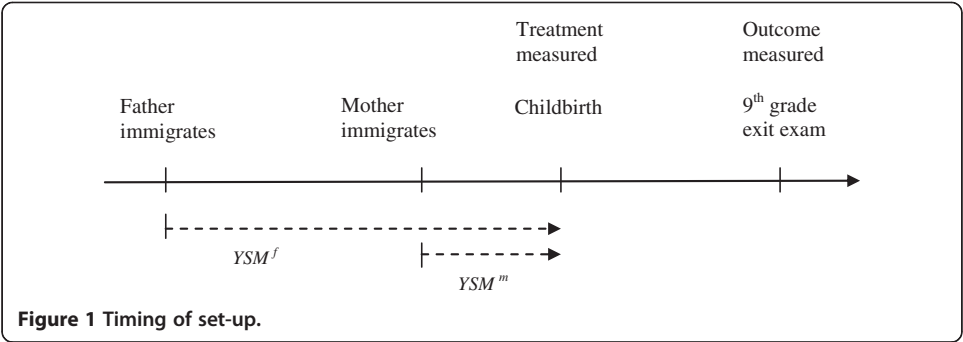 Treatment
measured
Outcome
measured
Father
immigrates
Mother
immigrates
Childbirth
9th grade
exit exam
YSM f
YSM m
Figure 1 Timing of set-up.